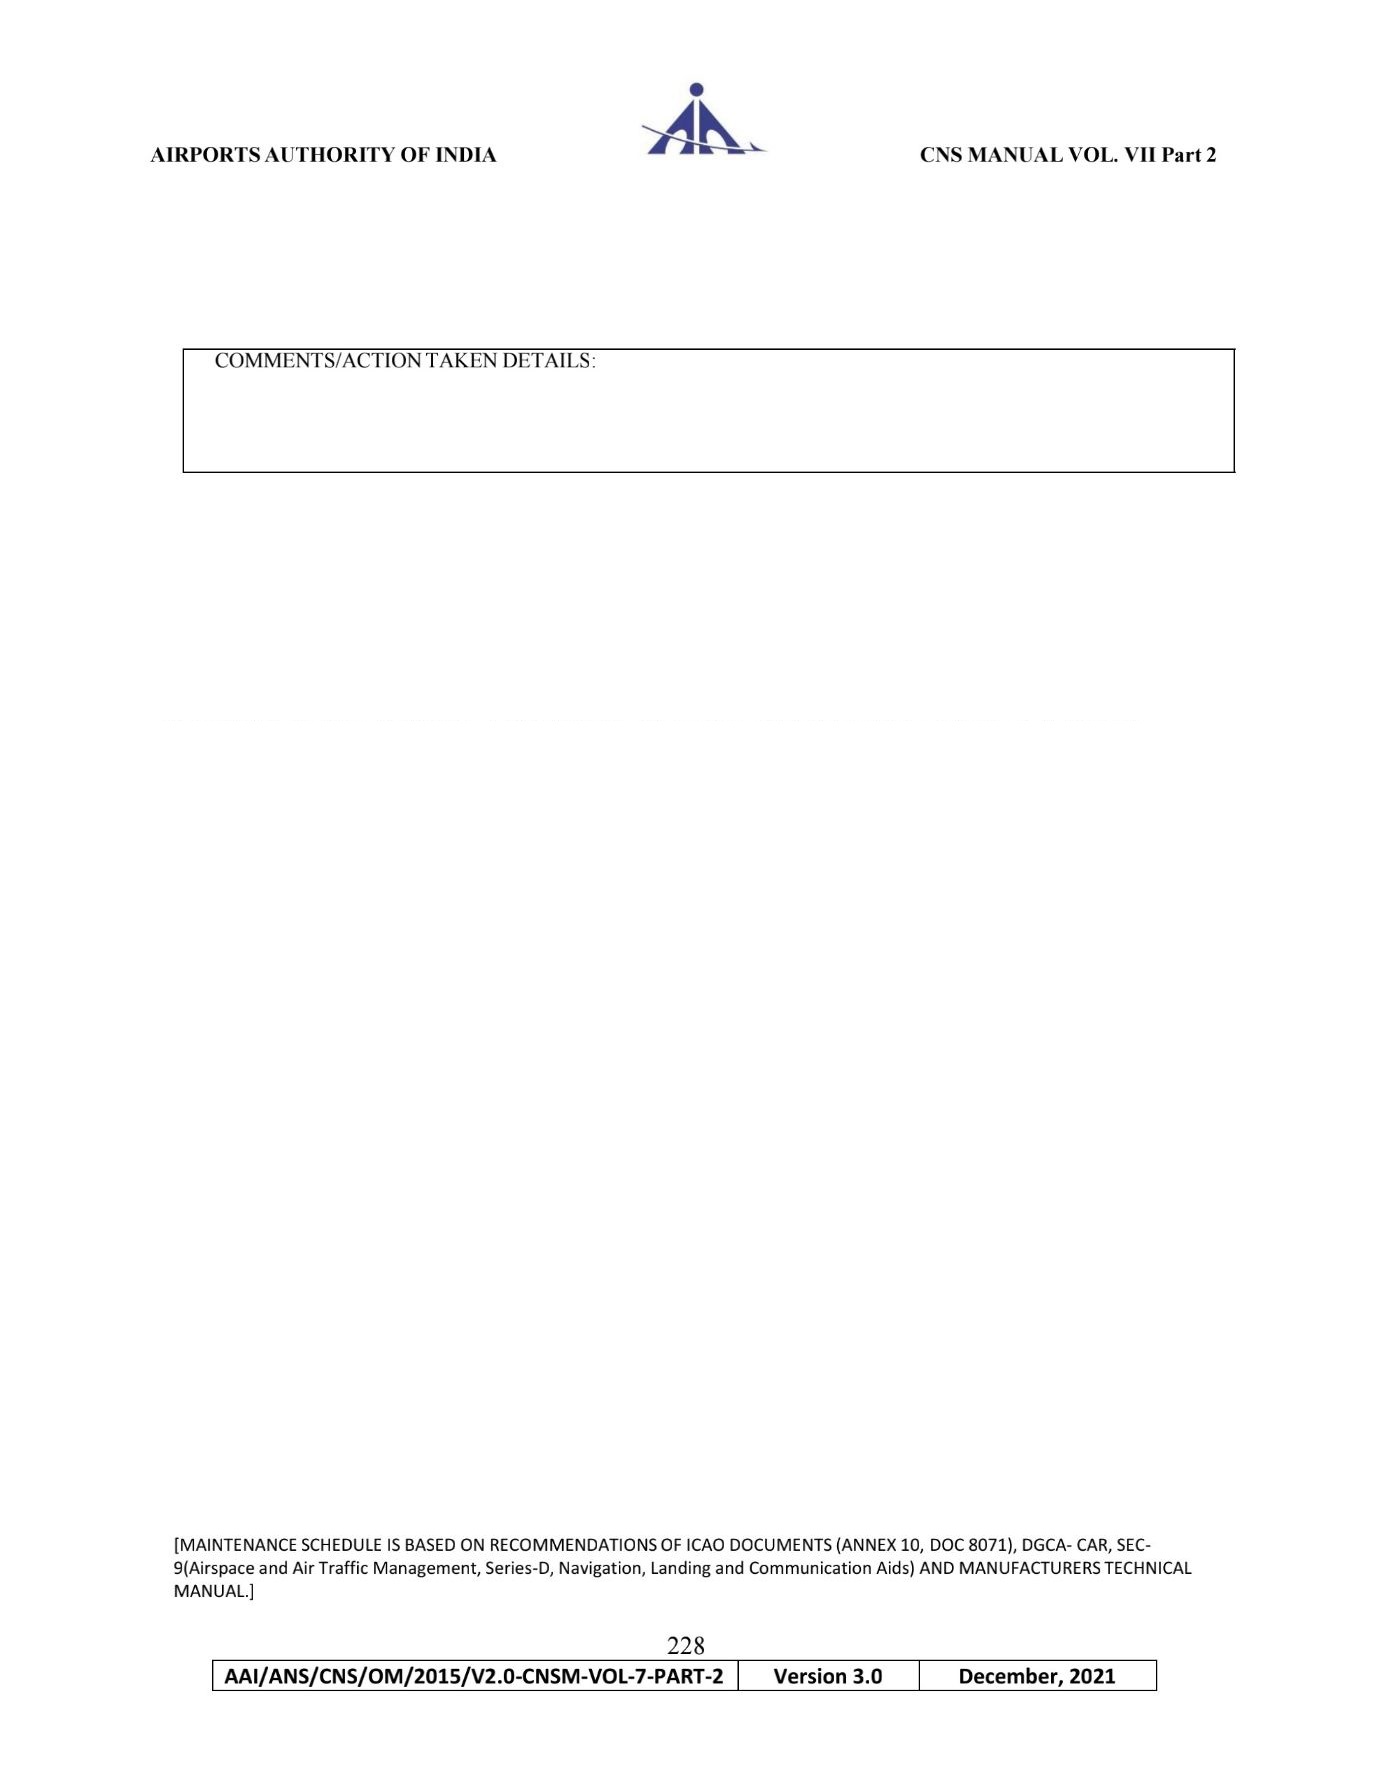 AIRPORTS AUTHORITY OF INDIA
CNS MANUAL VOL. VII Part 2
COMMENTS/ACTION TAKEN DETAILS:
[MAINTENANCE SCHEDULE IS BASED ON RECOMMENDATIONS OF ICAO DOCUMENTS (ANNEX 10, DOC 8071), DGCA- CAR, SEC-
9(Airspace and Air Traffic Management, Series-D, Navigation, Landing and Communication Aids) AND MANUFACTURERS TECHNICAL
MANUAL.]
228
AAI/ANS/CNS/OM/2015/V2.0-CNSM-VOL-7-PART-2 Version 3.0 December, 2021